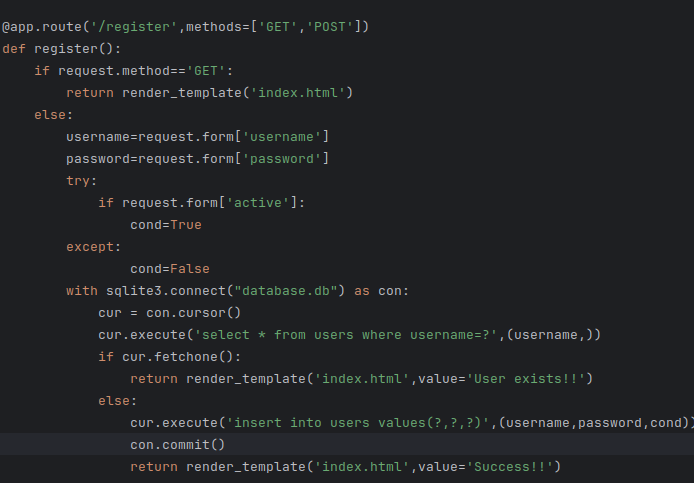 @app.route('/register',methods=['GET','POST'])
def register():
    if request.method=='GET':
        return render_template('index.html')
    else:
        username=request.form['username']
        password=request.form['password']
        try:
            if request.form['active']:
                cond=True
        except:
                cond=False
        with sqlite3.connect("database.db") as con:
            cur = con.cursor()
            cur.execute('select * from users where username=?',(username,))
            if cur.fetchone():
                return render_template('index.html',value='User exists!!')
            else:
                cur.execute('insert into users values(?,?,?)',(username,password,cond))
                con.commit()
                return render_template('index.html',value='Success!!')